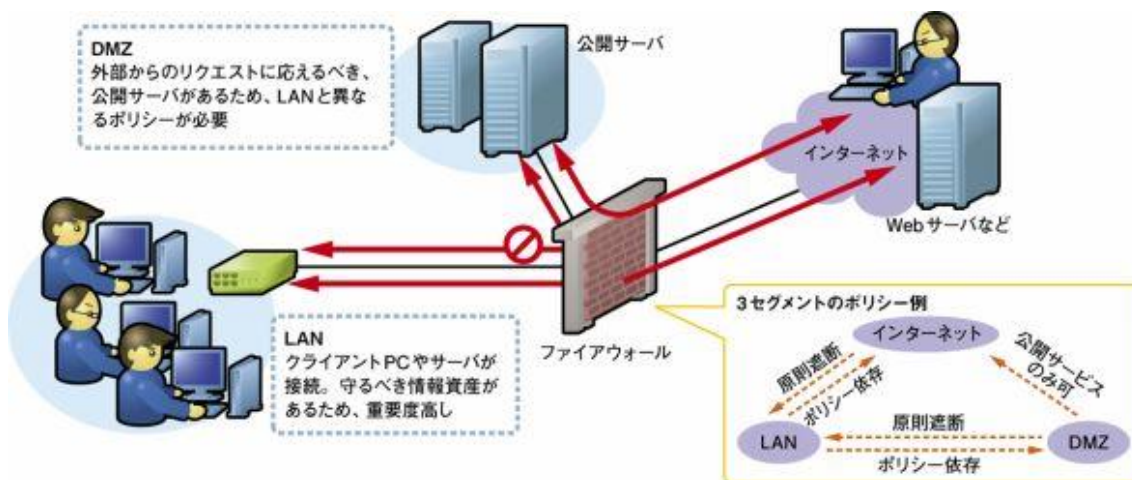 DMZ
外部からのリクエストに応えるべき、
公開サーバがあるため、LANと異な
るポリシーが必要
公開サーバ
インターネット
Webサーバなど
LAN
クライアントPCやサーバが
接続。守るべき情報資産が
あるため、重要度高し
ファイアウォール
3セグメントのポリシー例
インターネット
原則遮断
ポリシー依存
公開サービス
のみ可
LAN
原則遮断
ポリシー依存
DMZ